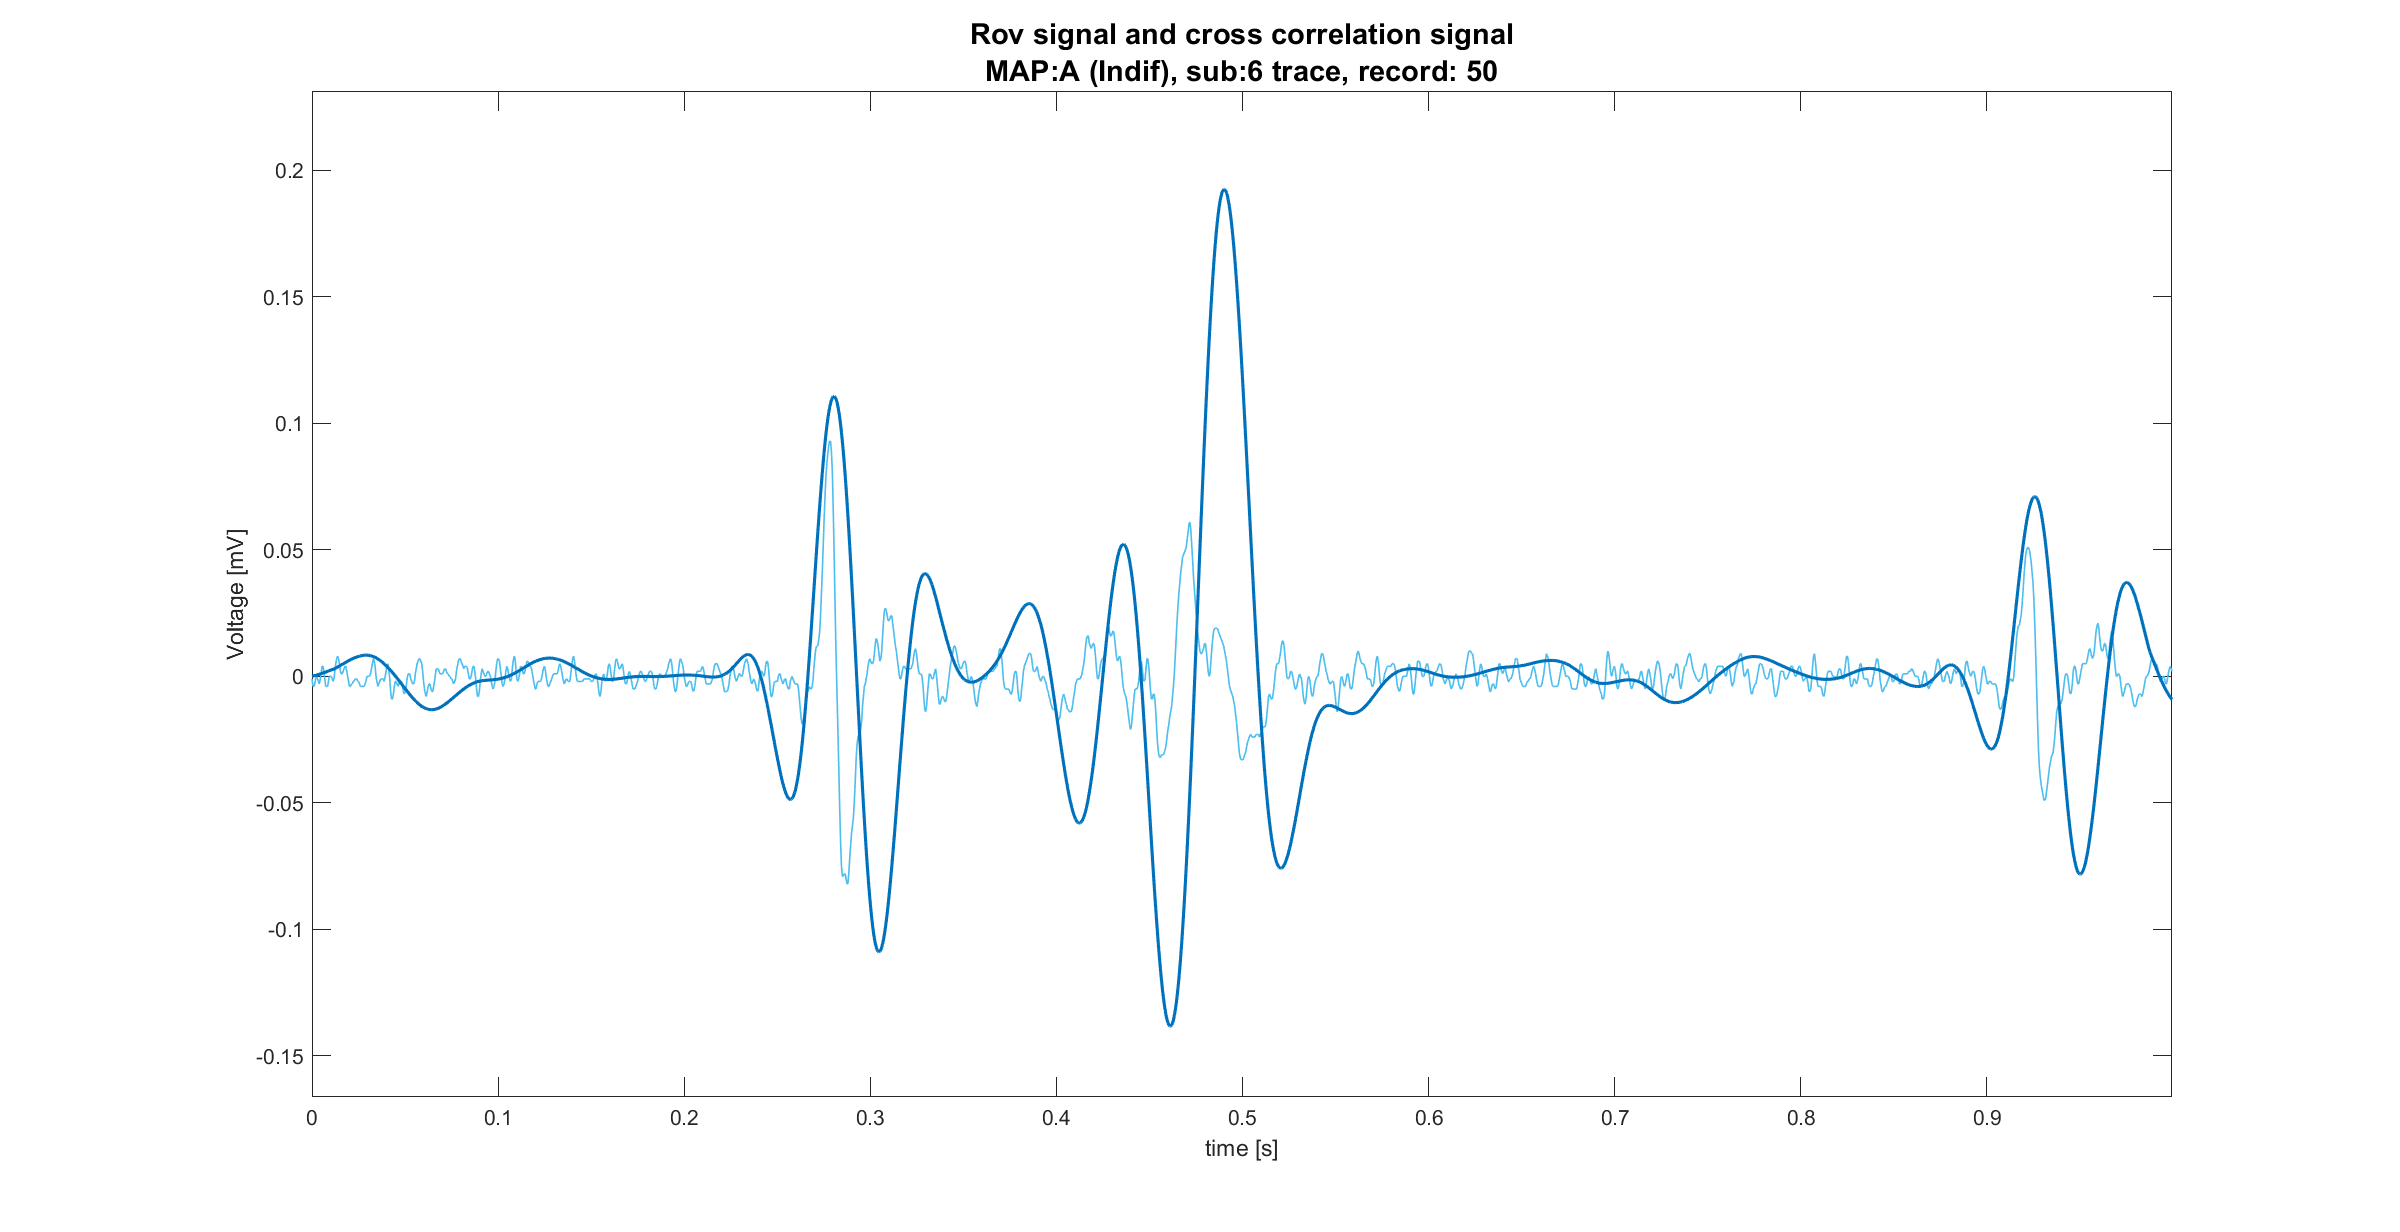 Rov signal and cross correlation signal
MAP:A (Indif), sub:6 trace, record: 50
Voltage [mV]
0.2
0.15
0.1
0.05
0
-0.05
-0.1
-0.15
0 0.1 0.2 0.3 0.4 0.5 0.6 0.7 0.8 0.9
time [s]